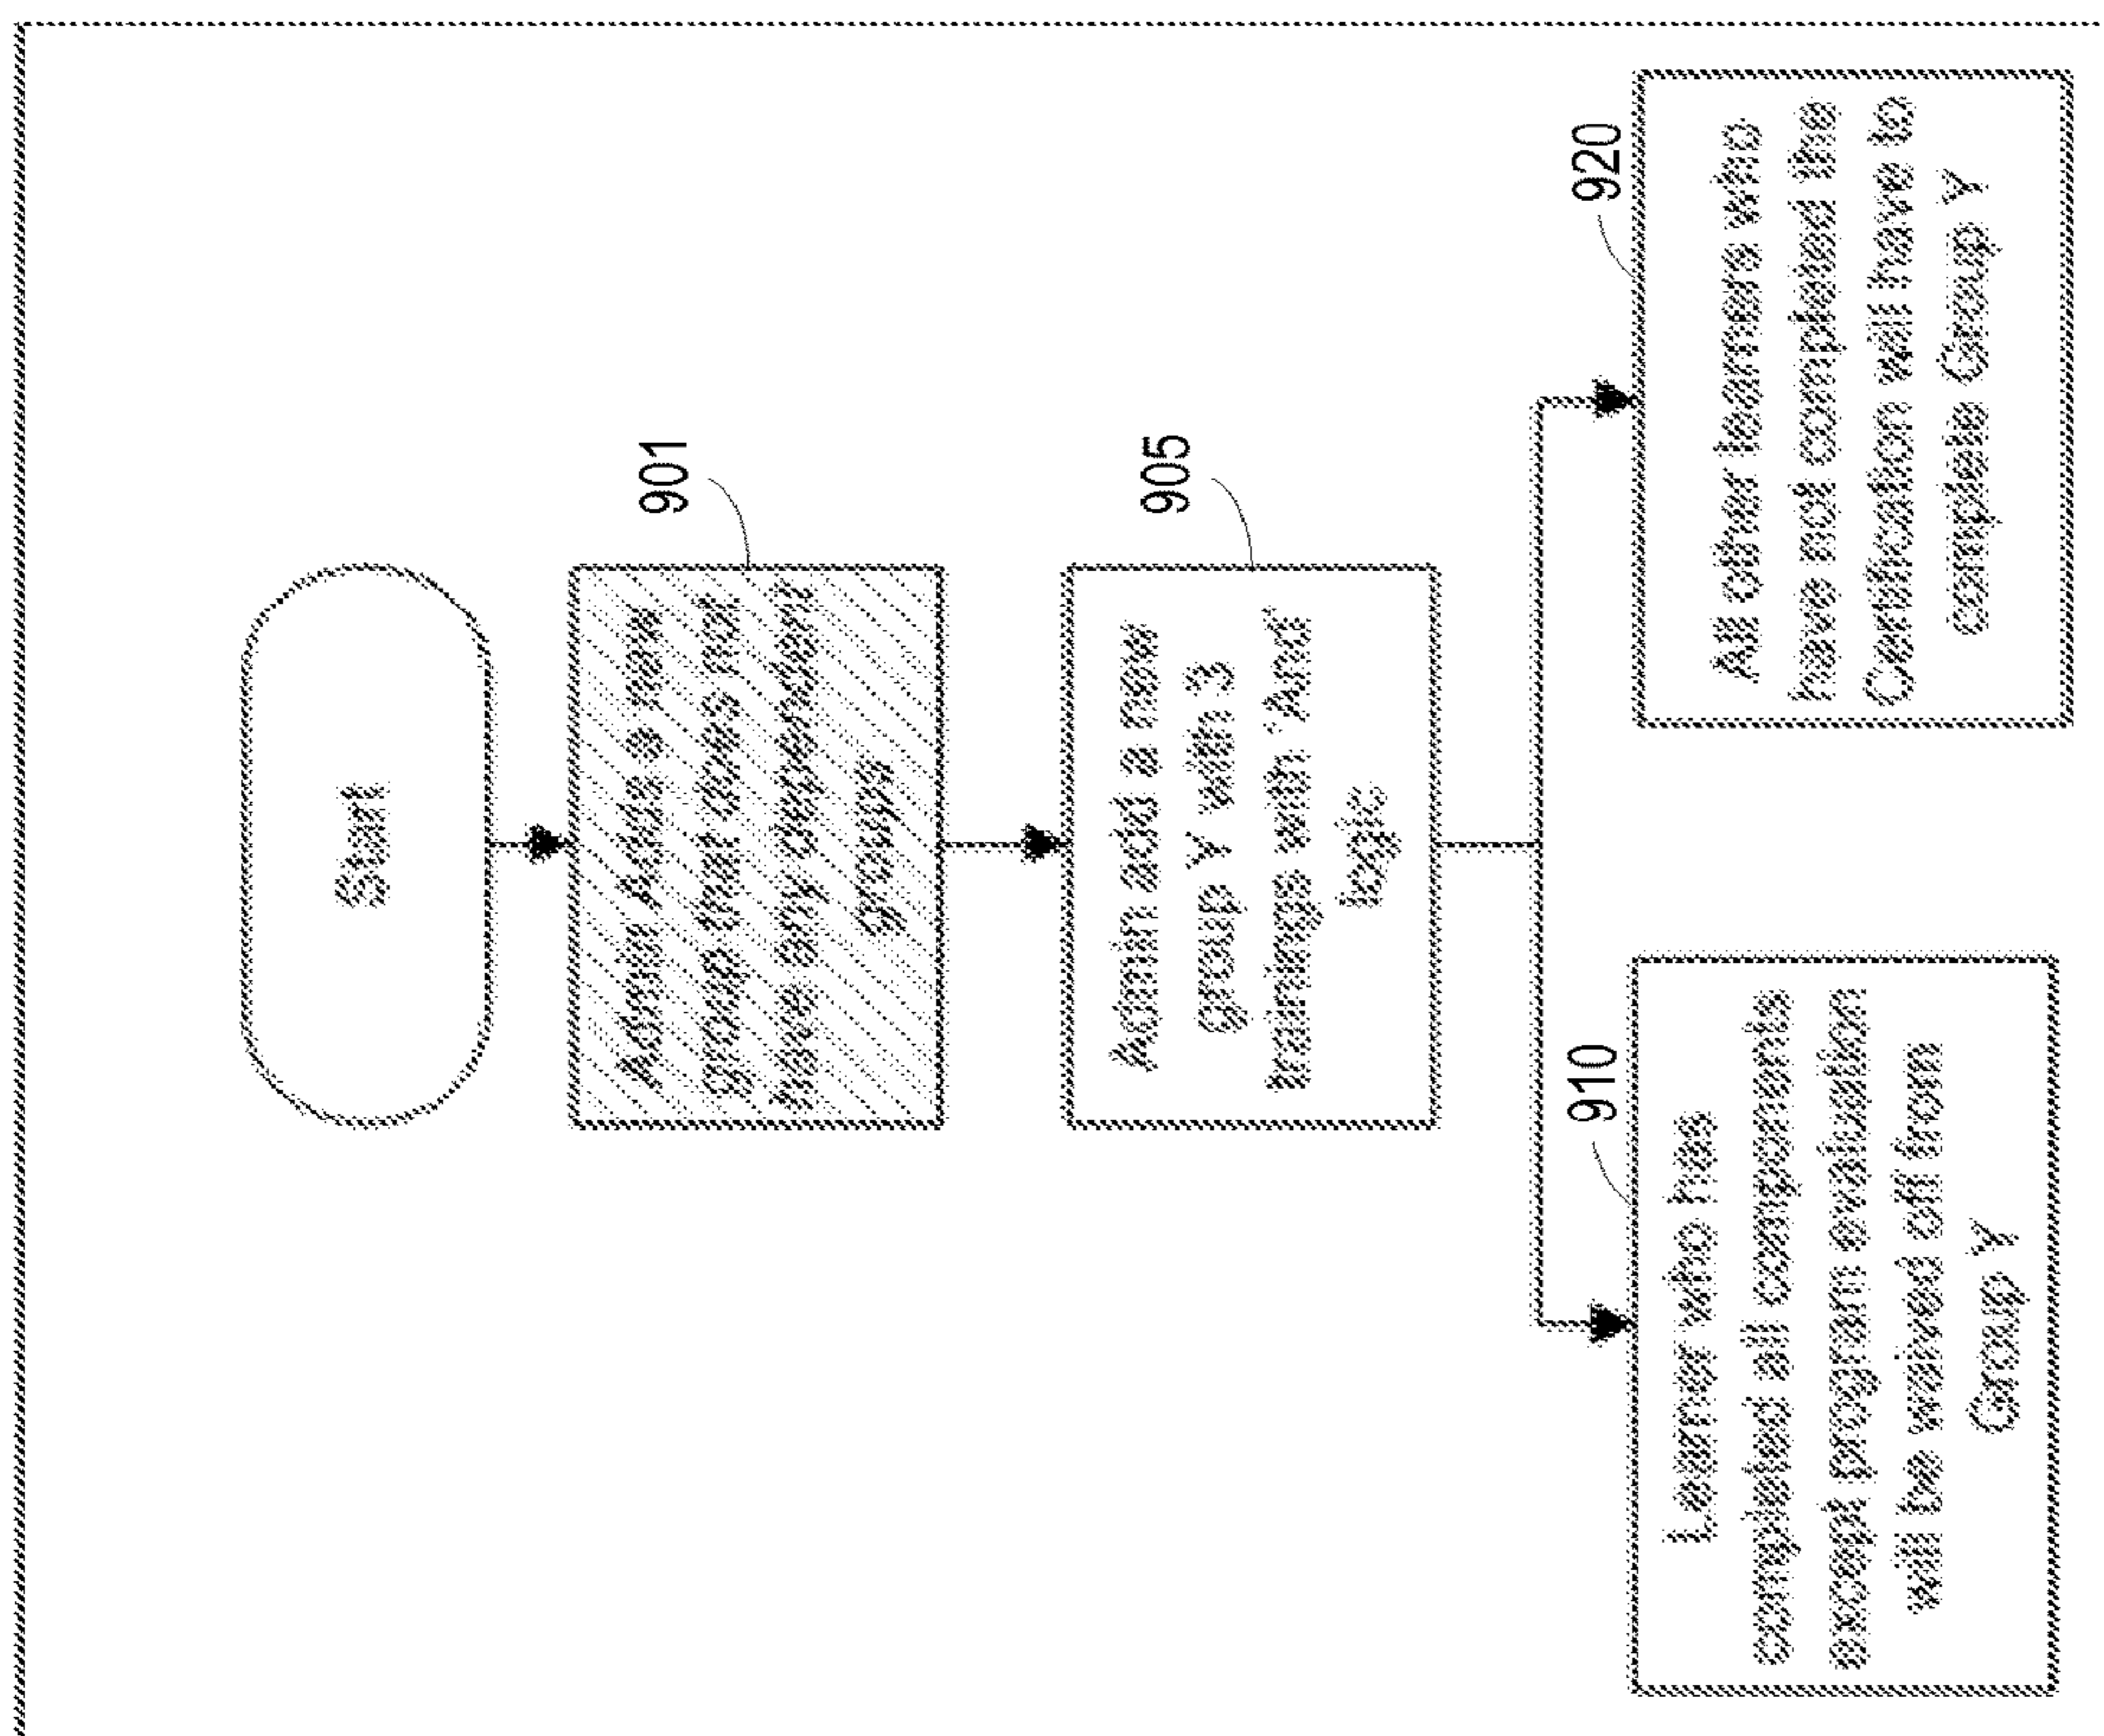 Start
901
Admin Adds a new
group that does not
have any dependent
groups
905
Admin add a new
group Y with 3
trainings with 'And'
logic
910
Learner who has
completed all components
except program evaluation
will be waived off from
Group Y
920
All other learners who
have not completed the
Certification will have to
complete Group Y